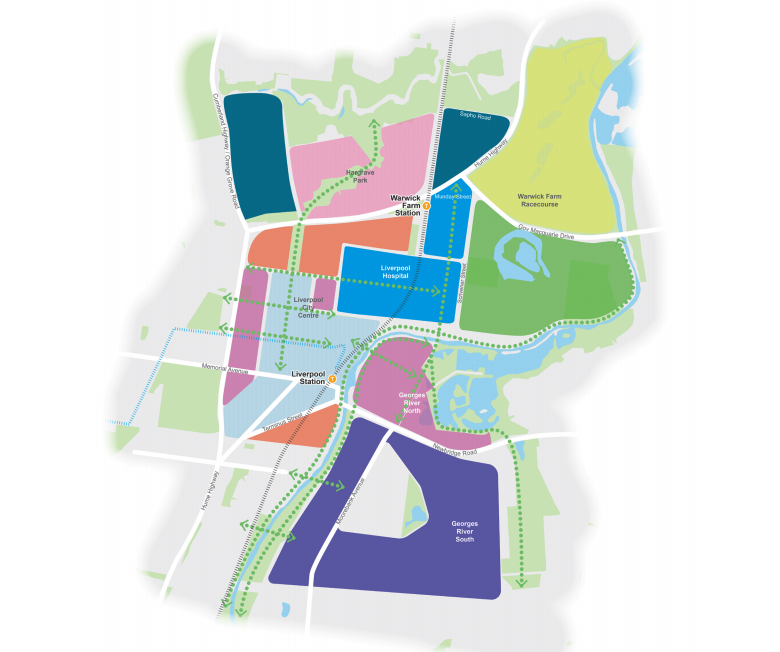 Sapho Road
Cumberland Highway / Orange Grove Road
Hume Highway
Hargrave
Park
Warwick
Farm
Station
T
Munday Street
Warwick Farm
Racecourse
Gov Macquarie Drive
Liverpool
Hospital
Scrivener Street
Liverpool
City
Centre
Memorial Avenue
Liverpool
Station
T
Georges
River
North
Terminus Street
Newbridge Road
Hume Highway
Moorebank Avenue
Georges
River
South